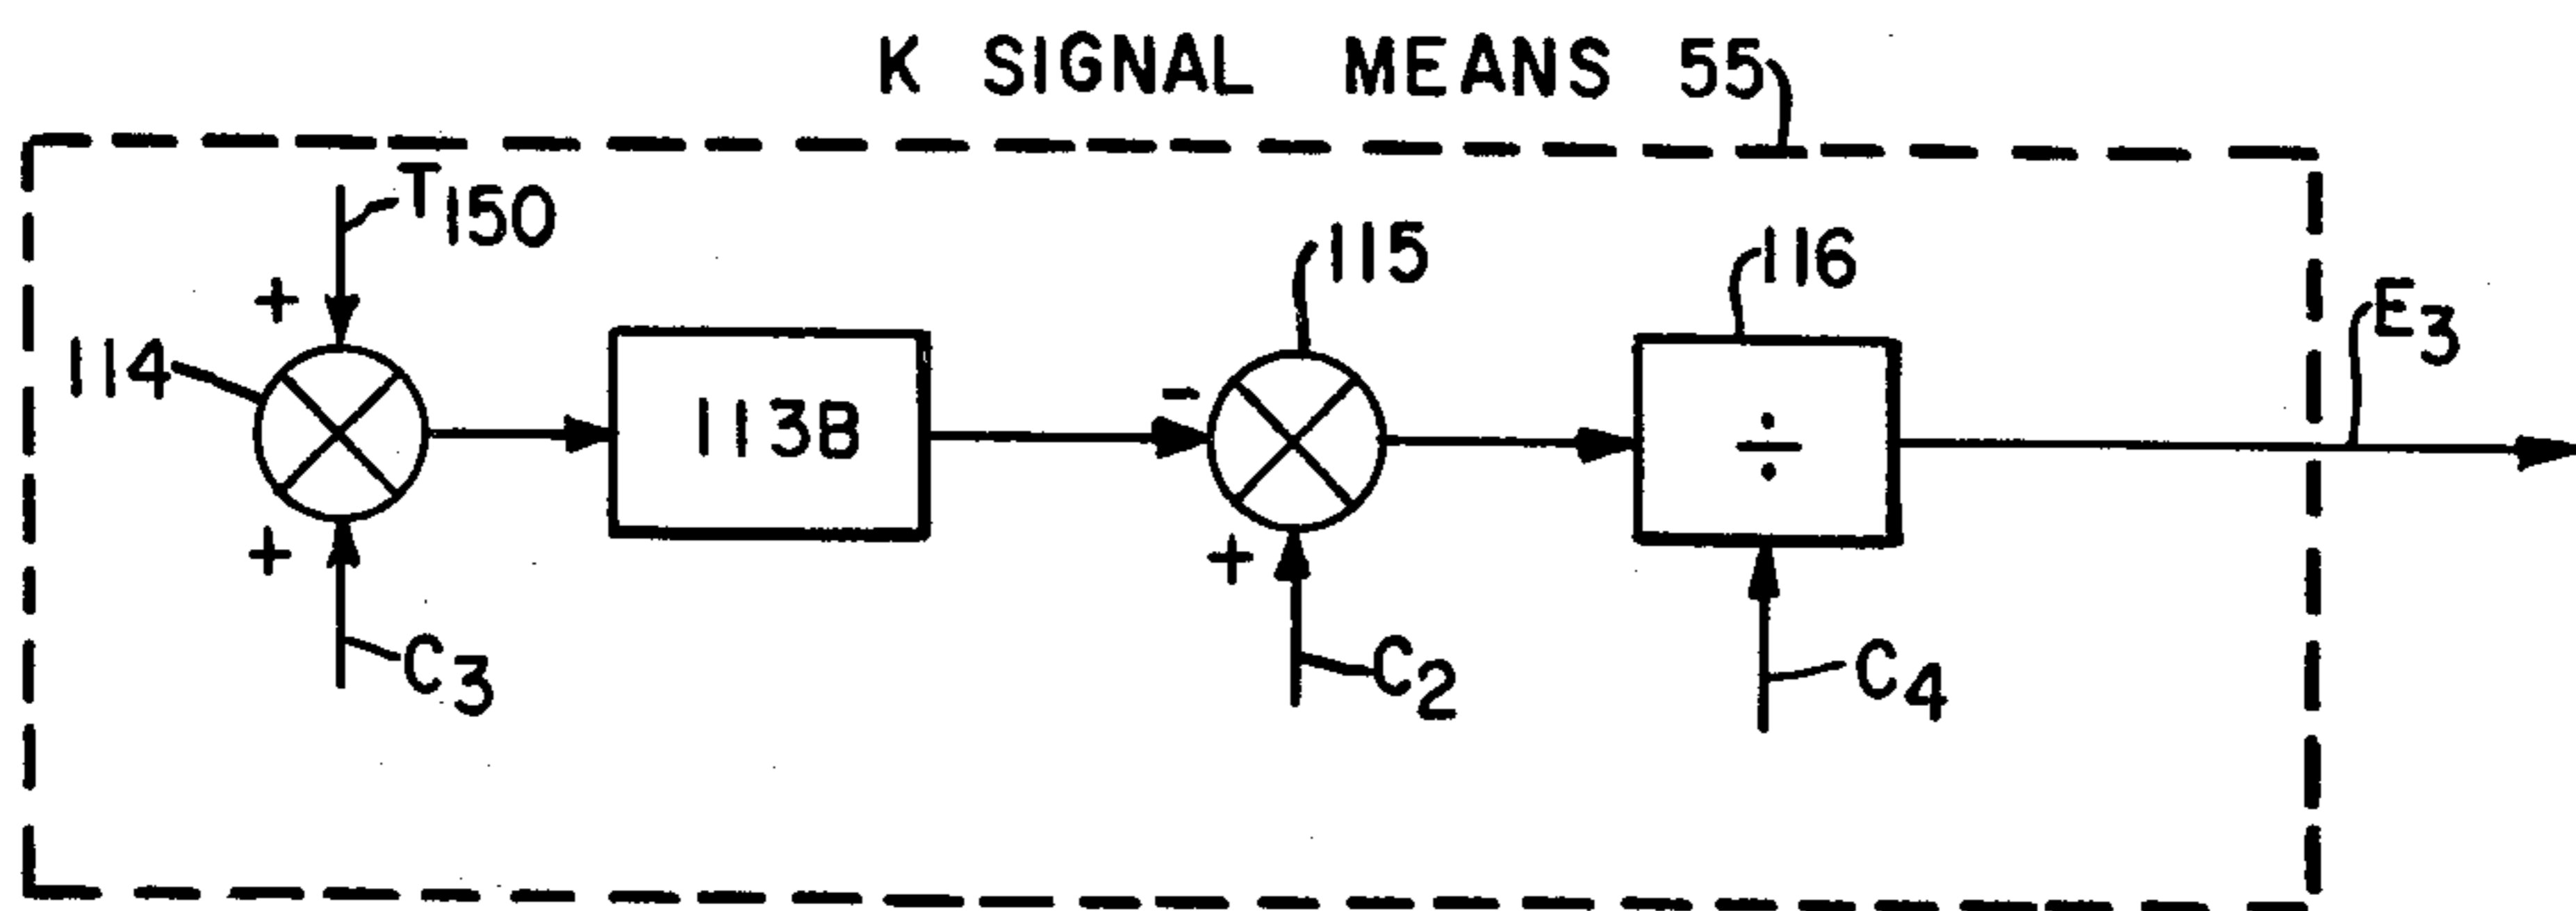 K SIGNAL MEANS 55
T150
+
114
+
C3
113B
115
-
+
C2
116
÷
C4
E3